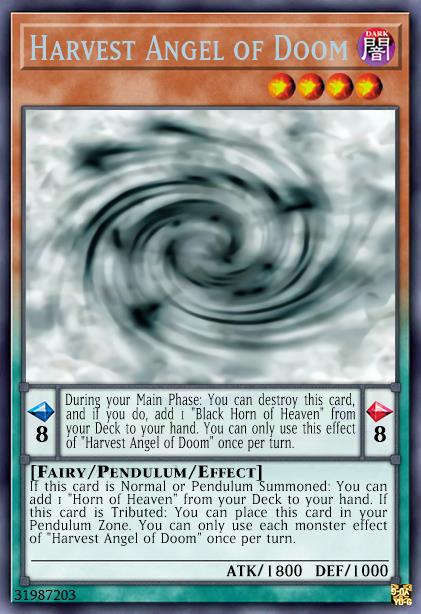 HARVEST ANGEL OF DOOM
DARK
闇
During your Main Phase: You can destroy this card,
and if you do, add 1 "Black Horn of Heaven" from
your Deck to your hand. You can only use this effect
of "Harvest Angel of Doom" once per turn.
8
8
[FAIRY/PENDULUM/EFFECT]
If this card is Normal or Pendulum Summoned: You can
add 1 "Horn of Heaven" from your Deck to your hand. If
this card is Tributed: You can place this card in your
Pendulum Zone. You can only use each monster effect
of "Harvest Angel of Doom" once per turn.
ATK/1800 DEF/1000
31987203